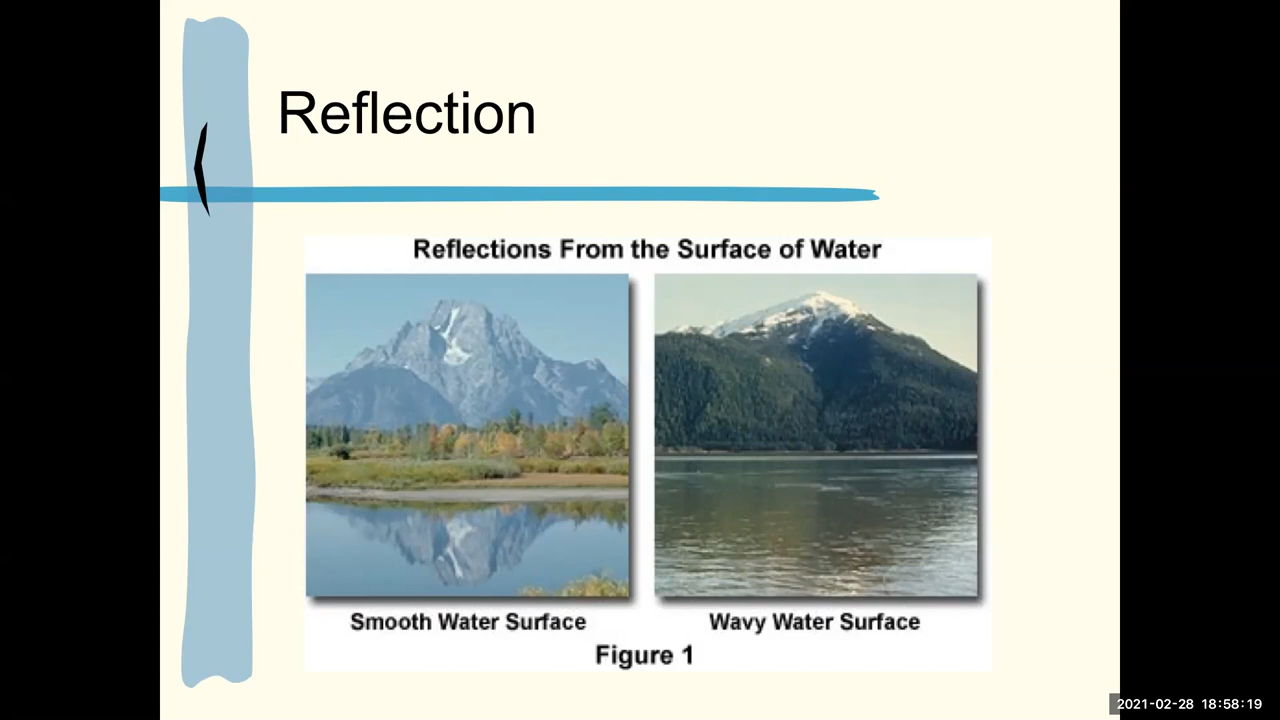 Reflection
Reflections From the Surface of Water
Smooth Water Surface
Wavy Water Surface
Figure 1
2021-02-28 18:58:19